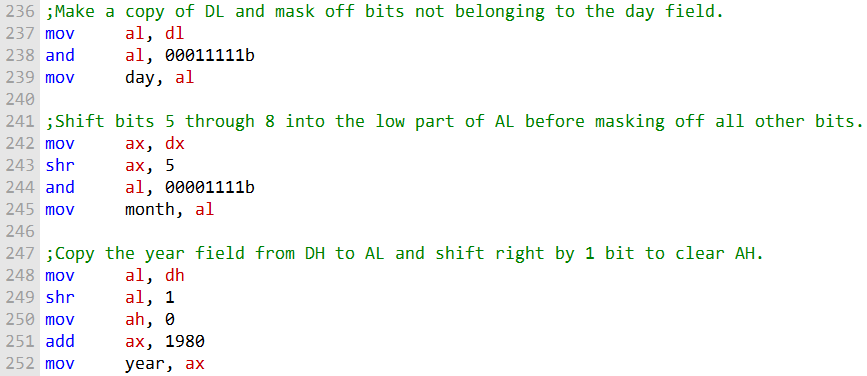 236 ;Make a copy of DL and mask off bits not belonging to the day field.
237 mov     al, dl
238 and     al, 00011111b
239 mov     day, al
240
241 ;Shift bits 5 through 8 into the low part of AL before masking off all other bits.
242 mov     ax, dx
243 shr     ax, 5
244 and     al, 00001111b
245 mov     month, al
246
247 ;Copy the year field from DH to AL and shift right by 1 bit to clear AH.
248 mov     al, dh
249 shr     al, 1
250 mov     ah, 0
251 add     ax, 1980
252 mov     year, ax